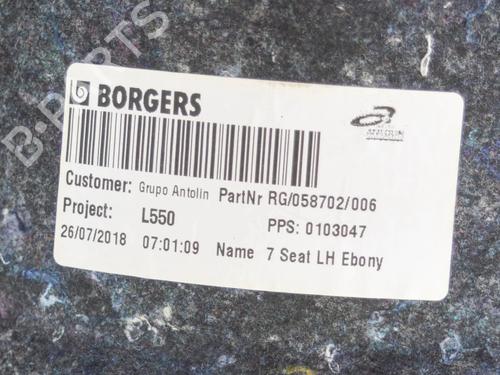 BORGERS
ANTOLIN
Customer: Grupo Antolin PartNr RG/058702/006
Project: L550 PPS: 0103047
26/07/2018 07:01:09 Name 7 Seat LH Ebony
B-PARTS